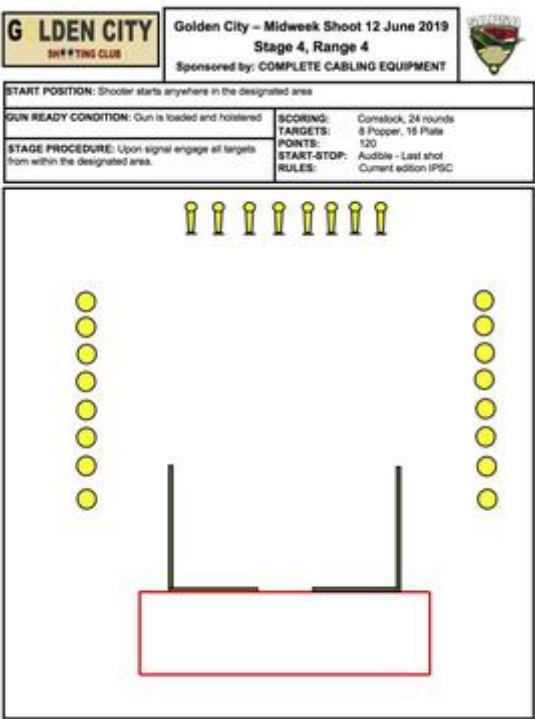 G LDEN CITY
SH**TING CLUB
Golden City – Midweek Shoot 12 June 2019
Stage 4, Range 4
Sponsored by: COMPLETE CABLING EQUIPMENT
START POSITION: Shooter starts anywhere in the designated area
GUN READY CONDITION: Gun is loaded and holstered
STAGE PROCEDURE: Upon signal engage all targets
from within the designated area.
SCORING: Comstock, 24 rounds
TARGETS: 8 Popper, 16 Plate
POINTS: 120
START-STOP: Audible - Last shot
RULES: Current edition IPSC